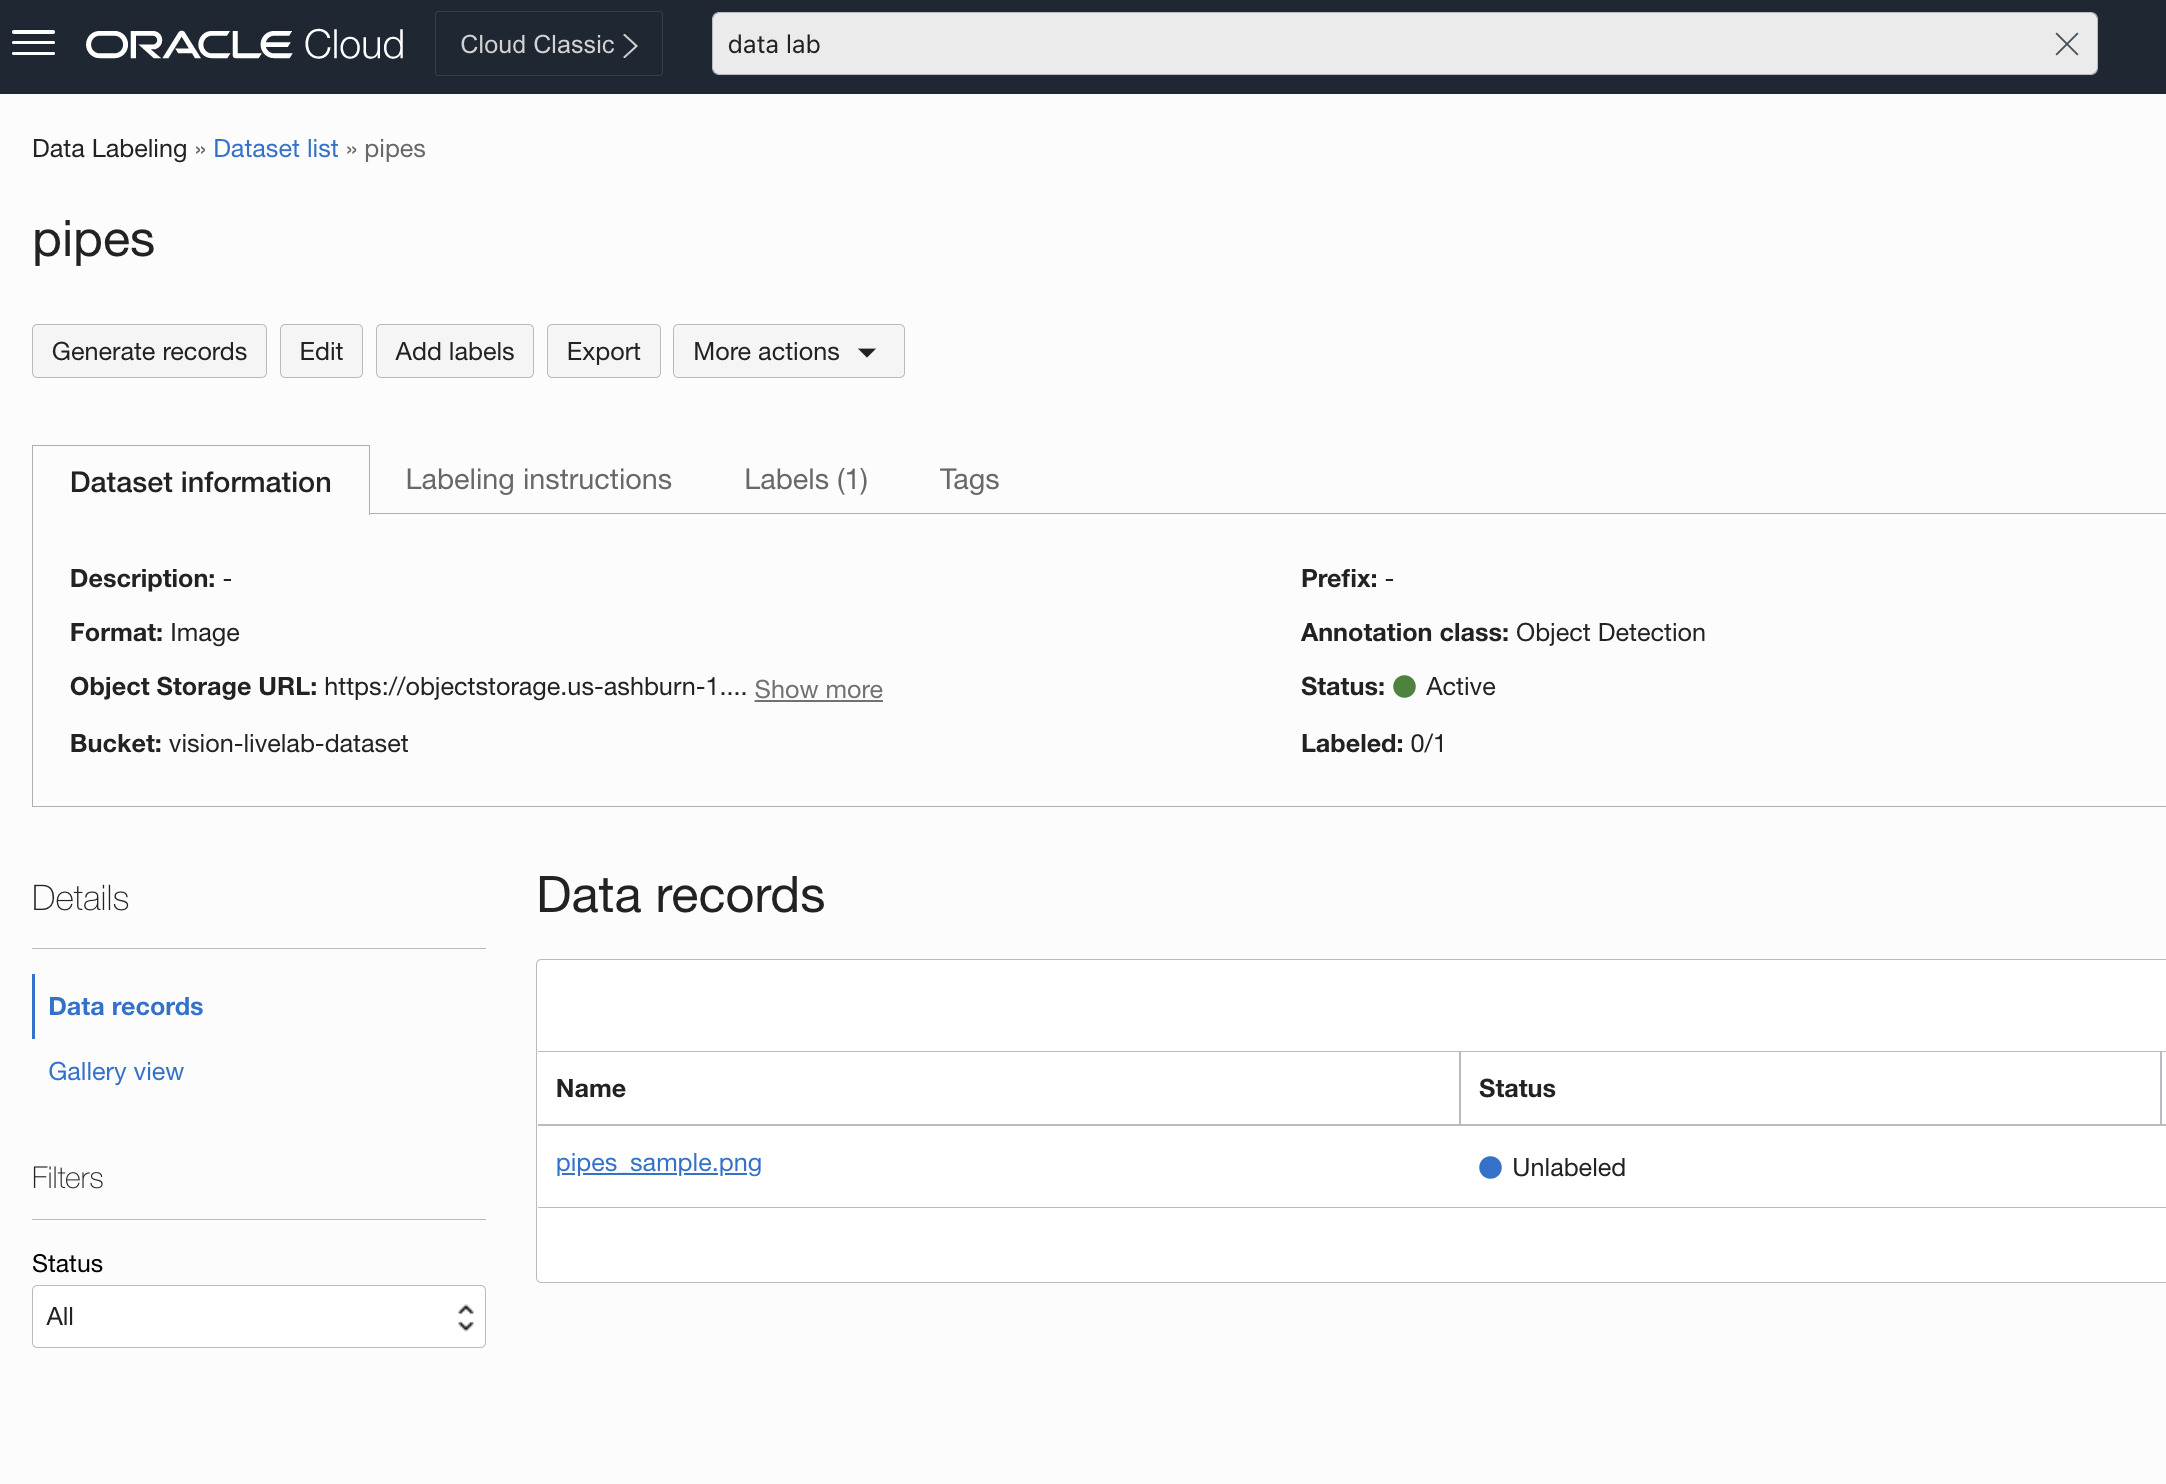 ORACLE Cloud Cloud Classic data lab
Data Labeling » Dataset list » pipes
pipes
Generate records Edit Add labels Export More actions
Dataset information Labeling instructions Labels (1) Tags
Description: - Prefix: -
Format: Image Annotation class: Object Detection
Object Storage URL: https://objectstorage.us-ashburn-1.... Show more Status: Active
Bucket: vision-livelab-dataset Labeled: 0/1
Details Data records
Data records
Gallery view
Name Status
pipes_sample.png Unlabeled
Filters
Status
All